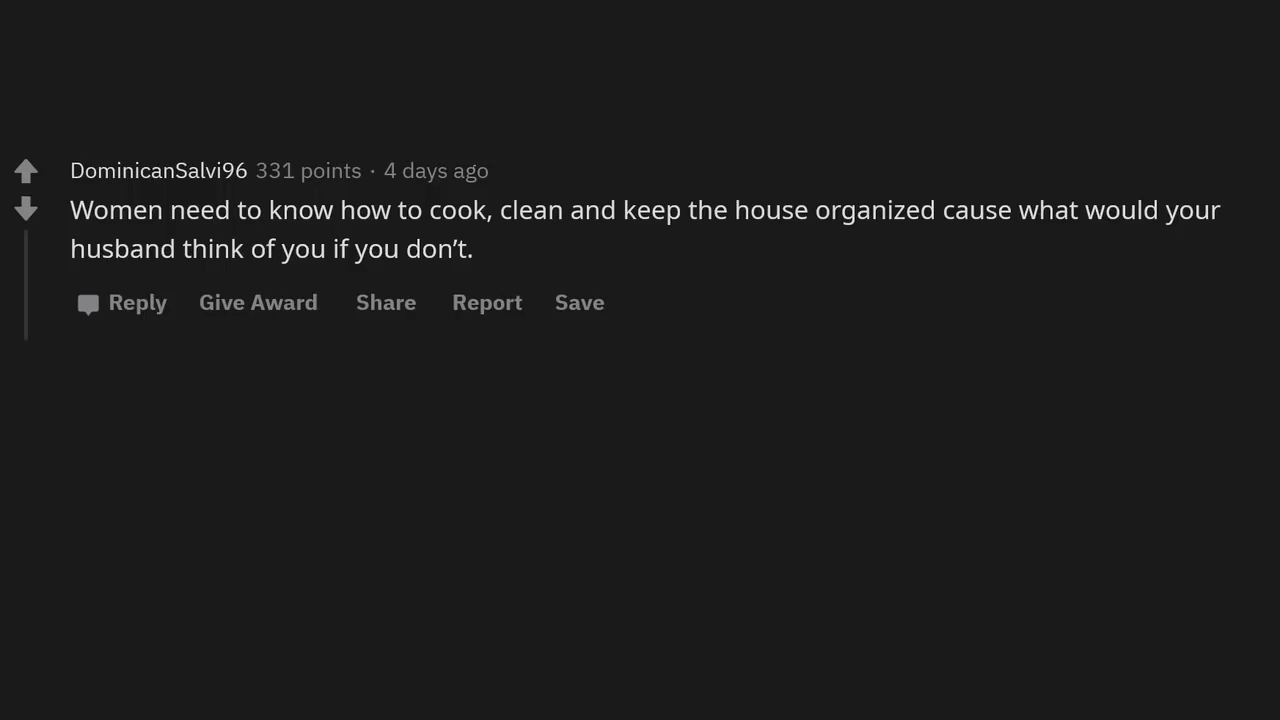 DominicanSalvi96 331 points · 4 days ago
Women need to know how to cook, clean and keep the house organized cause what would your
husband think of you if you don’t.
Reply Give Award Share Report Save